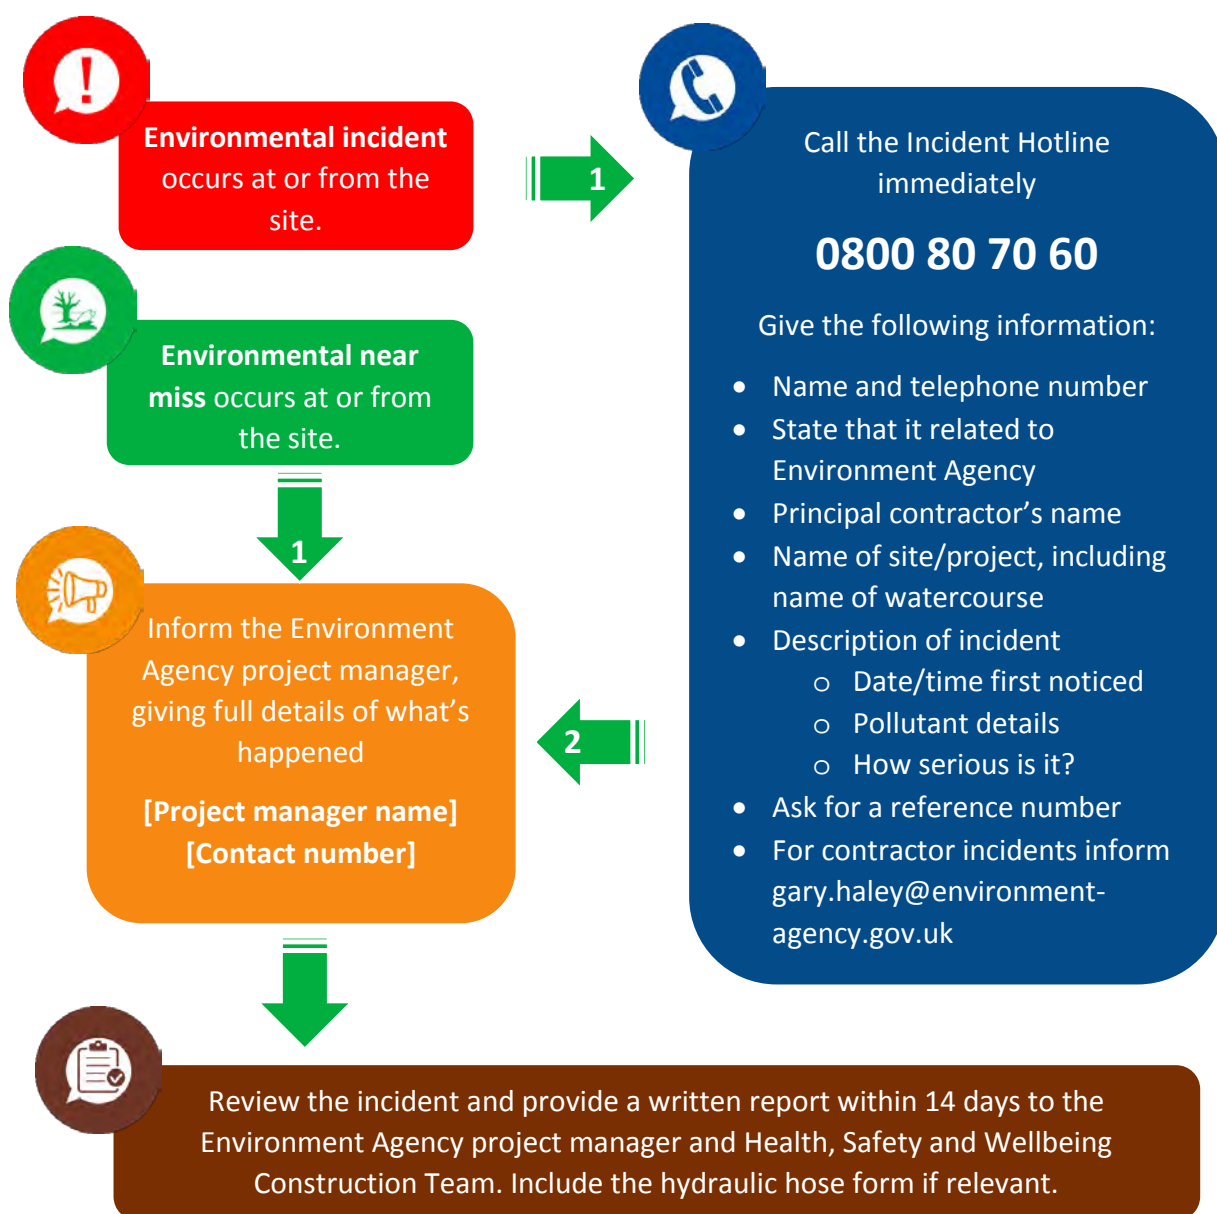 Environmental incident
occurs at or from the
site.
1
Call the Incident Hotline
immediately
0800 80 70 60
Give the following information:
• Name and telephone number
• State that it related to
Environment Agency
• Principal contractor’s name
• Name of site/project, including
name of watercourse
• Description of incident
o Date/time first noticed
o Pollutant details
o How serious is it?
• Ask for a reference number
• For contractor incidents inform
gary.haley@environment-
agency.gov.uk
Environmental near
miss occurs at or from
the site.
1
2
Inform the Environment
Agency project manager,
giving full details of what’s
happened
[Project manager name]
[Contact number]
Review the incident and provide a written report within 14 days to the
Environment Agency project manager and Health, Safety and Wellbeing
Construction Team. Include the hydraulic hose form if relevant.